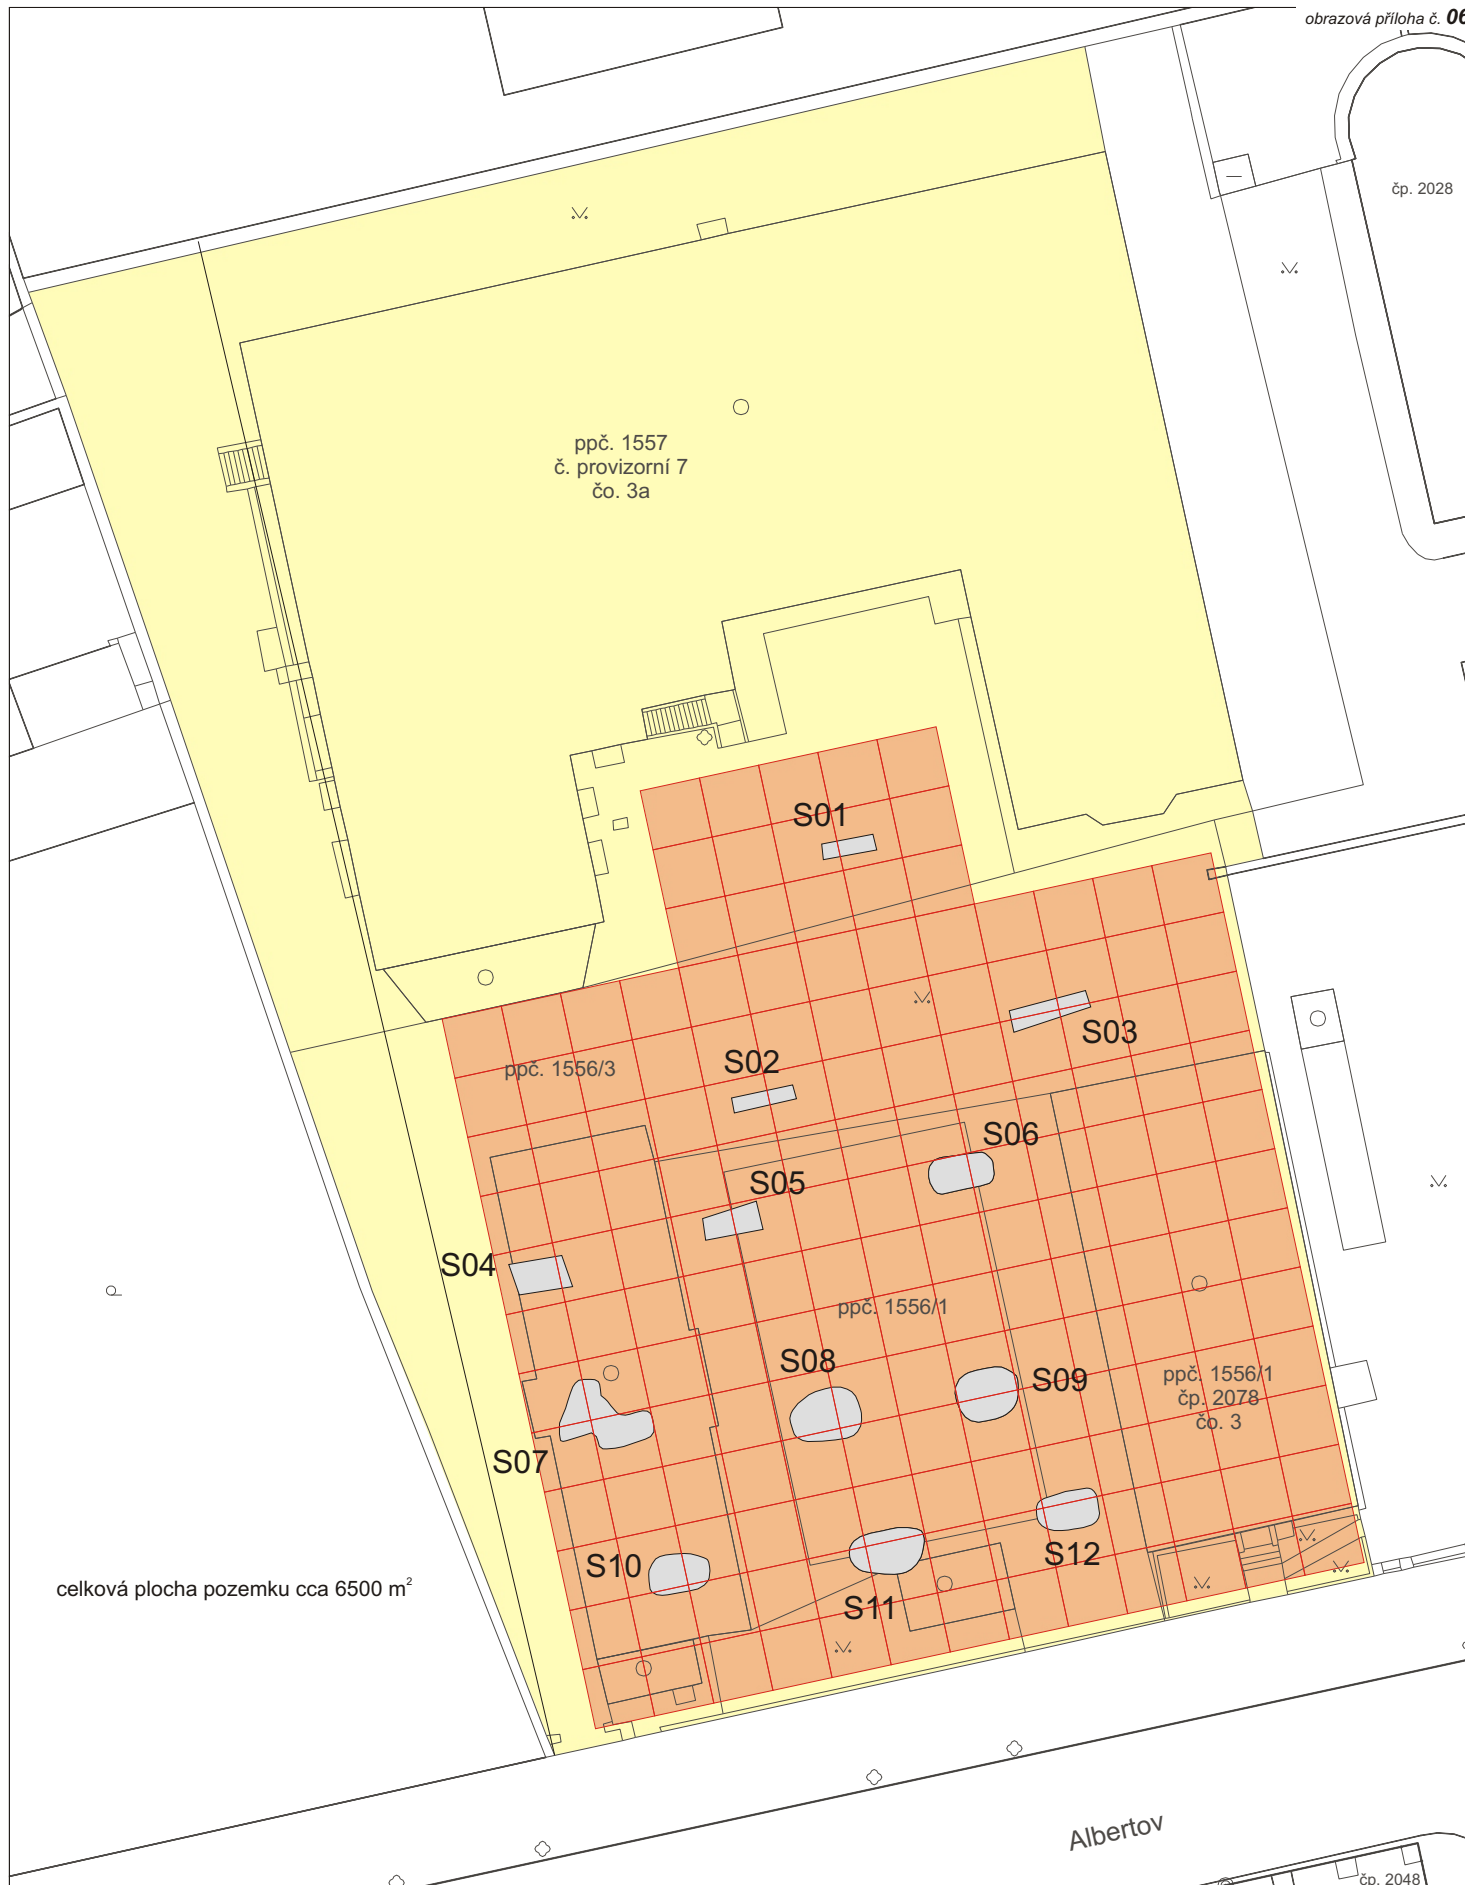 obrazová příloha č. 06
čp. 2028
ppč. 1557
č. provizorní 7
čo. 3a
S01
S03
S02
ppč. 1556/3
S06
S05
S04
ppč. 1556/1
S08
S09
ppč. 1556/1
čp. 2078
čo. 3
S07
S12
S10
S11
celková plocha pozemku cca 6500 m²
Albertov
čp. 2048